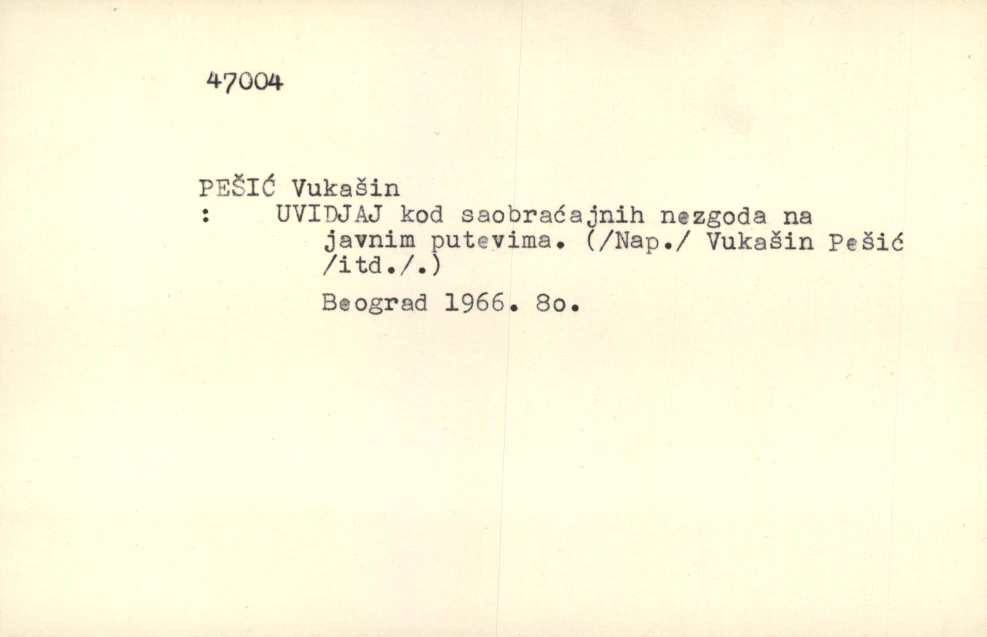 47004
PEŠIĆ Vukašin
: UVIDJAJ kod saobraćajnih nezgoda na
javnim putevima. (/Nap./ Vukašin Pešić
/itd./.)
Beograd 1966. 8o.